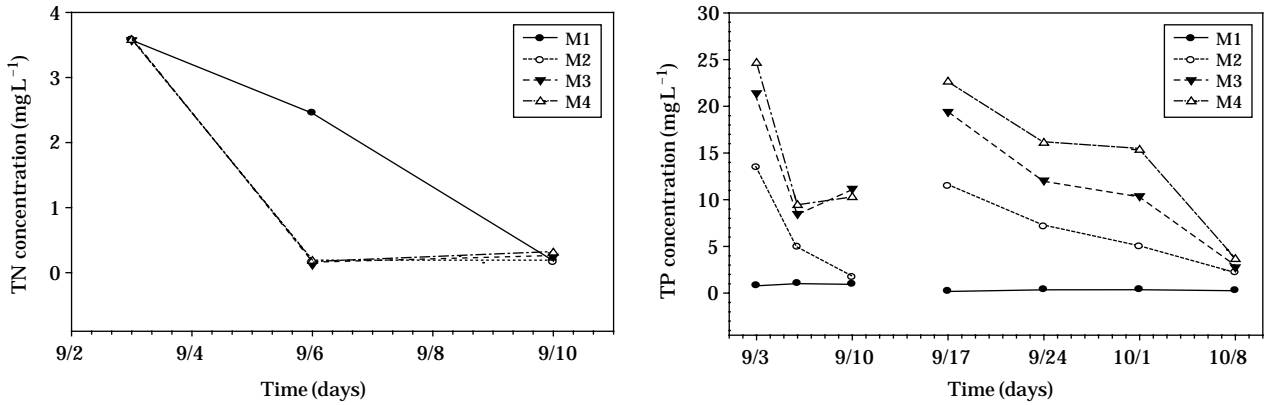 4
3
2
1
0
TN concentration (mg L⁻¹)
9/2
9/4
9/6
9/8
9/10
Time (days)
M1
M2
M3
M4
30
25
20
15
10
5
0
TP concentration (mg L⁻¹)
9/3
9/10
9/17
9/24
10/1
10/8
Time (days)
M1
M2
M3
M4